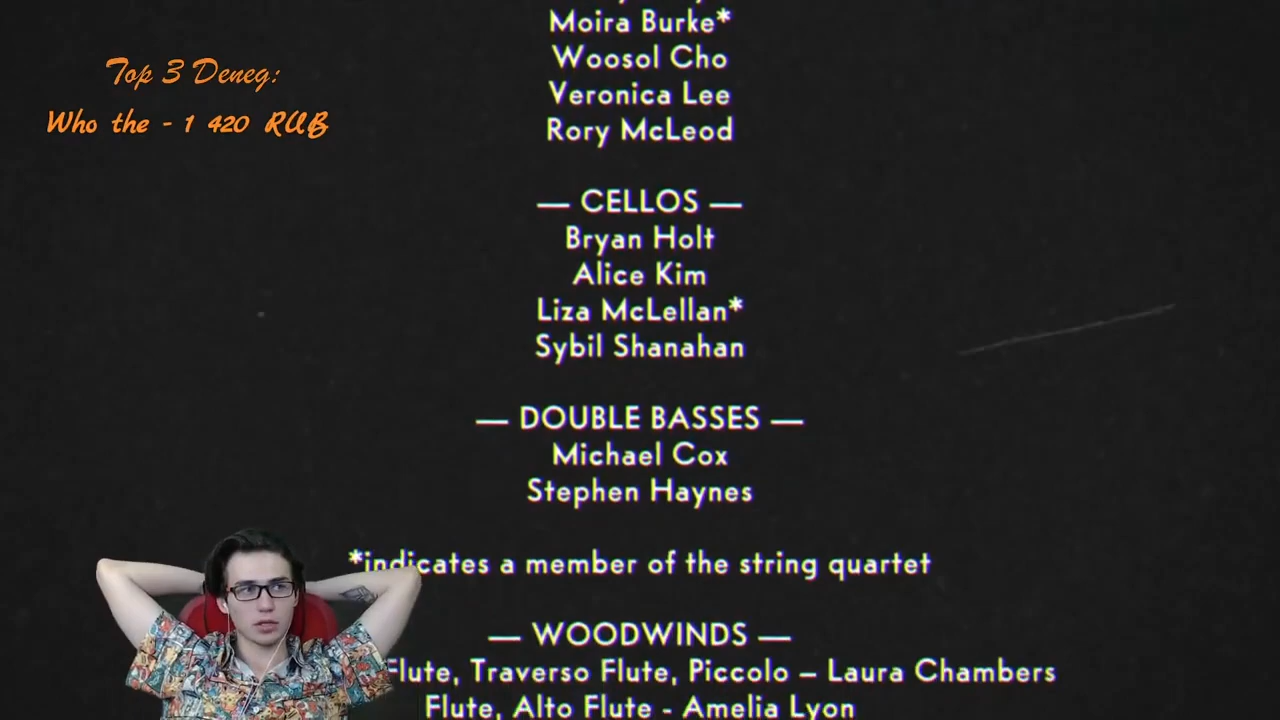 Moira Burke*
Woosol Cho
Veronica Lee
Rory McLeod
Top 3 Deneg:
Who the - 1 420 RUB
— CELLOS —
Bryan Holt
Alice Kim
Liza McLellan*
Sybil Shanahan
— DOUBLE BASSES —
Michael Cox
Stephen Haynes
*indicates a member of the string quartet
— WOODWINDS —
Flute, Traverso Flute, Piccolo – Laura Chambers
Flute, Alto Flute - Amelia Lyon